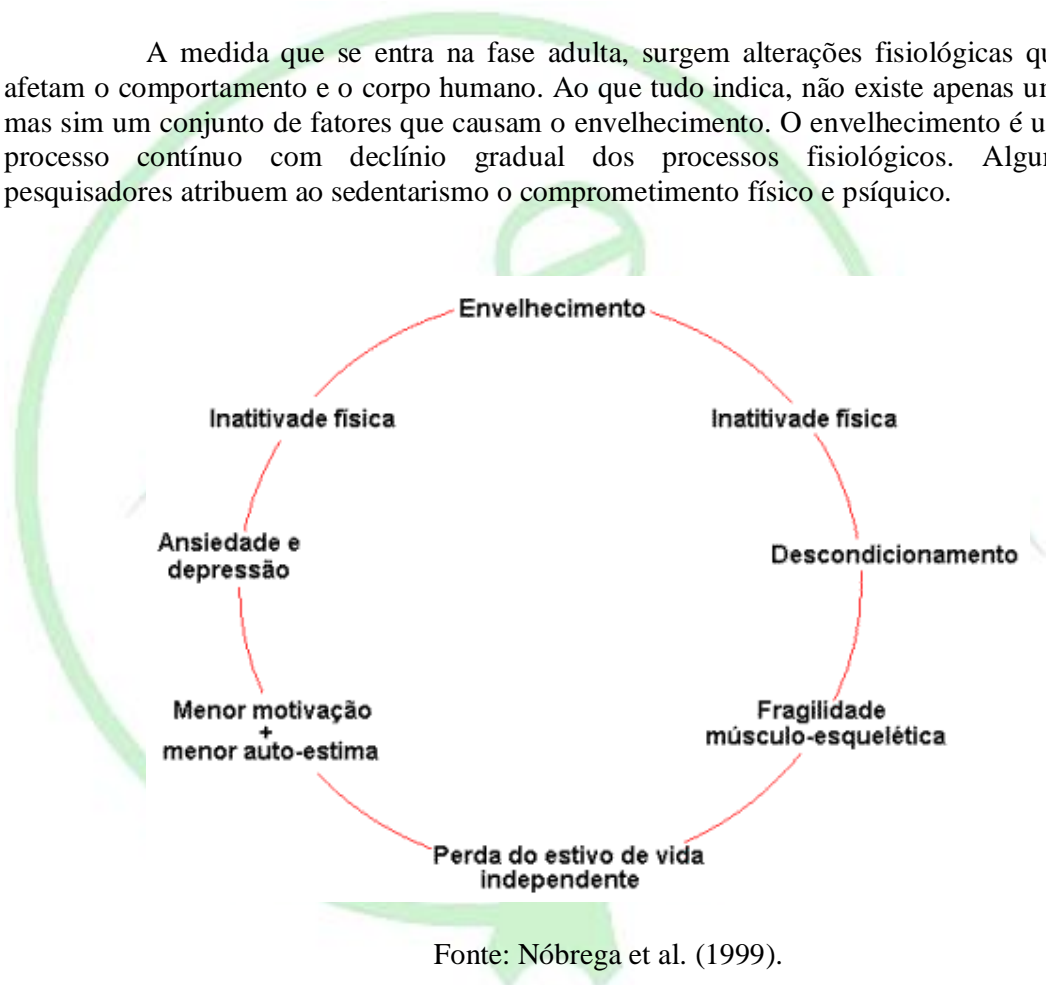 A medida que se entra na fase adulta, surgem alterações fisiológicas qu
afetam o comportamento e o corpo humano. Ao que tudo indica, não existe apenas um
mas sim um conjunto de fatores que causam o envelhecimento. O envelhecimento é u
processo contínuo com declínio gradual dos processos fisiológicos. Algun
pesquisadores atribuem ao sedentarismo o comprometimento físico e psíquico.
Envelhecimento
Inatitivade física
Descondicionamento
Fragilidade
músculo-esquelética
Perda do estivo de vida
independente
Menor motivação
+
menor auto-estima
Ansiedade e
depressão
Inatitivade física
Fonte: Nóbrega et al. (1999).